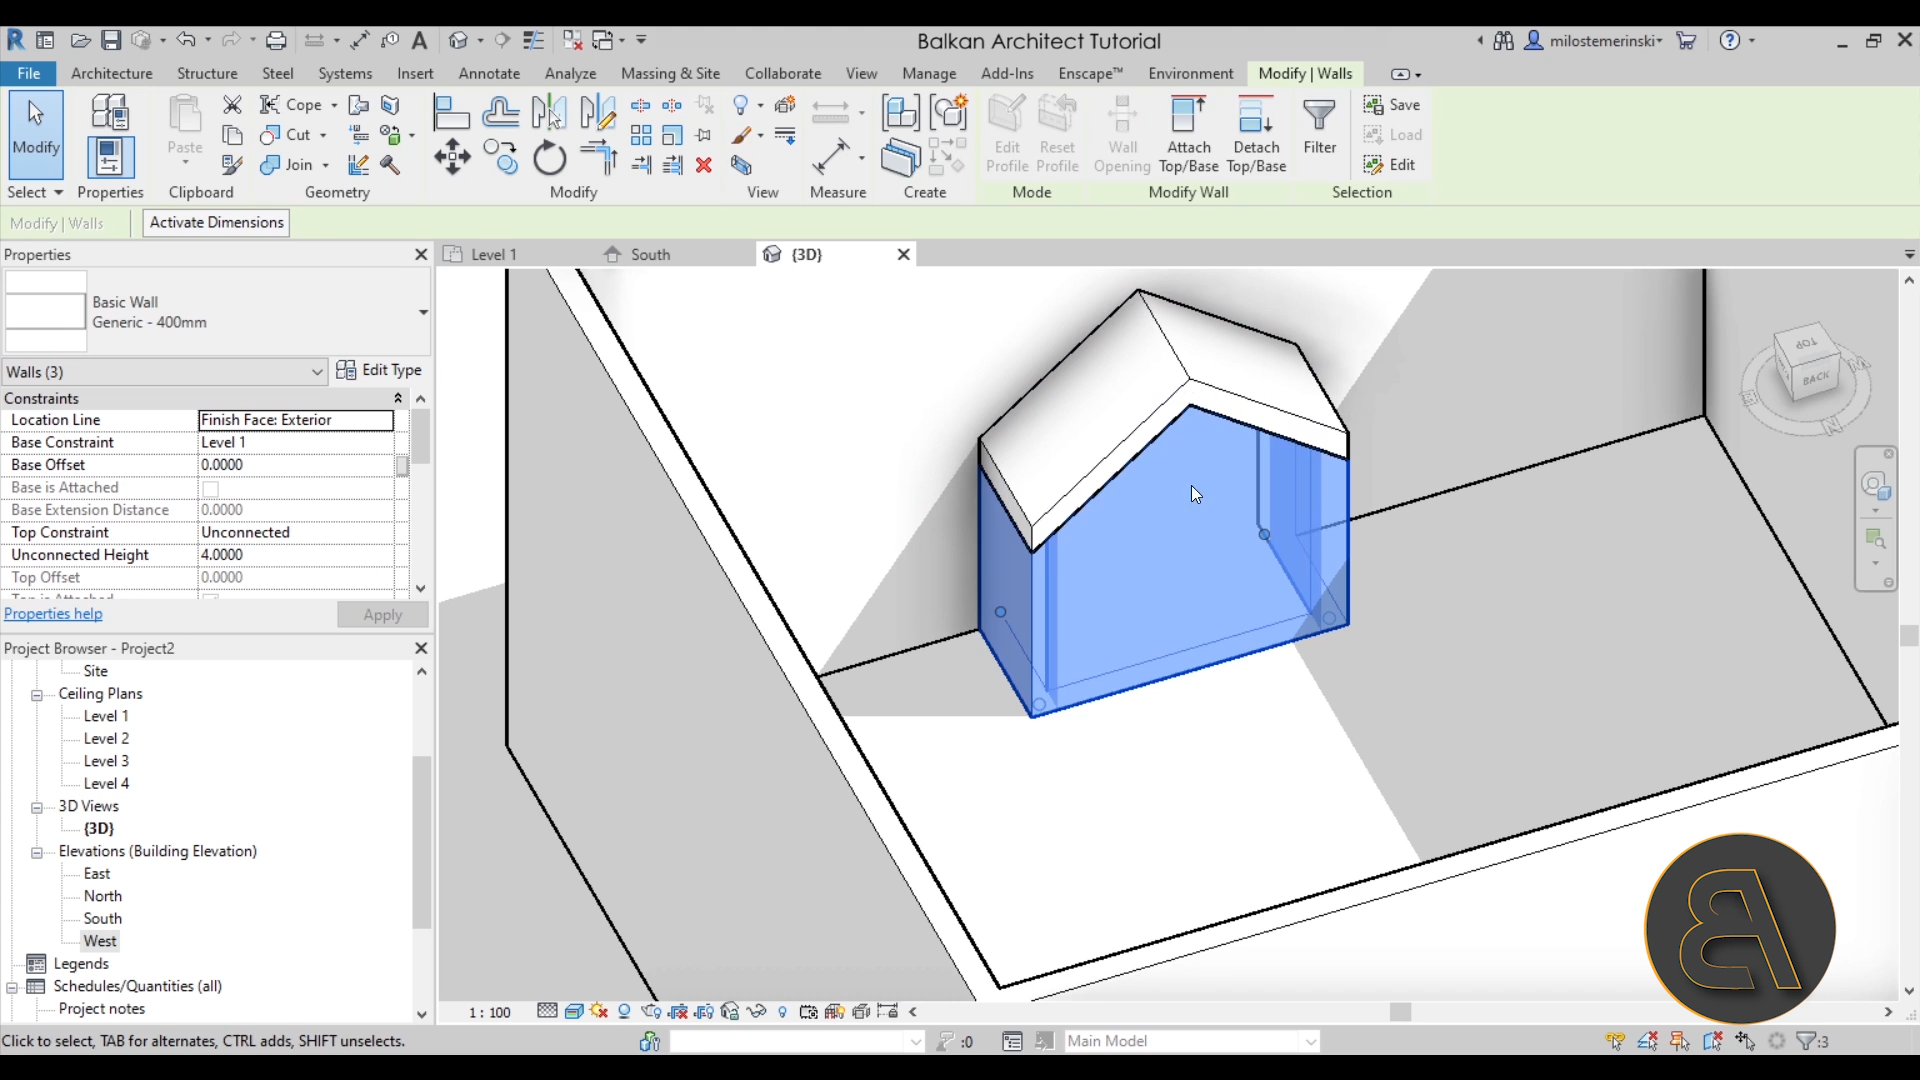 Balkan Architect Tutorial
milostemerinski
File Architecture Structure Steel Systems Insert Annotate Analyze Massing & Site Collaborate View Manage Add-Ins Enscape™ Environment Modify | Walls
Modify
Paste
Cope
Cut
Join
Edit Profile
Reset Profile
Wall Opening
Attach Top/Base
Detach Top/Base
Filter
Save
Load
Edit
Select Properties Clipboard Geometry Modify View Measure Create Mode Modify Wall Selection
Modify | Walls Activate Dimensions
Properties
Level 1
South
{3D}
Basic Wall
Generic - 400mm
Walls (3) Edit Type
Constraints
Location Line Finish Face: Exterior
Base Constraint Level 1
Base Offset 0.0000
Base is Attached
Base Extension Distance 0.0000
Top Constraint Unconnected
Unconnected Height 4.0000
Top Offset 0.0000
Properties help Apply
TOP
BACK
Project Browser - Project2
Site
Ceiling Plans
Level 1
Level 2
Level 3
Level 4
3D Views
{3D}
Elevations (Building Elevation)
East
North
South
West
Legends
Schedules/Quantities (all)
Project notes
1 : 100
Click to select, TAB for alternates, CTRL adds, SHIFT unselects.
:0
Main Model
:3